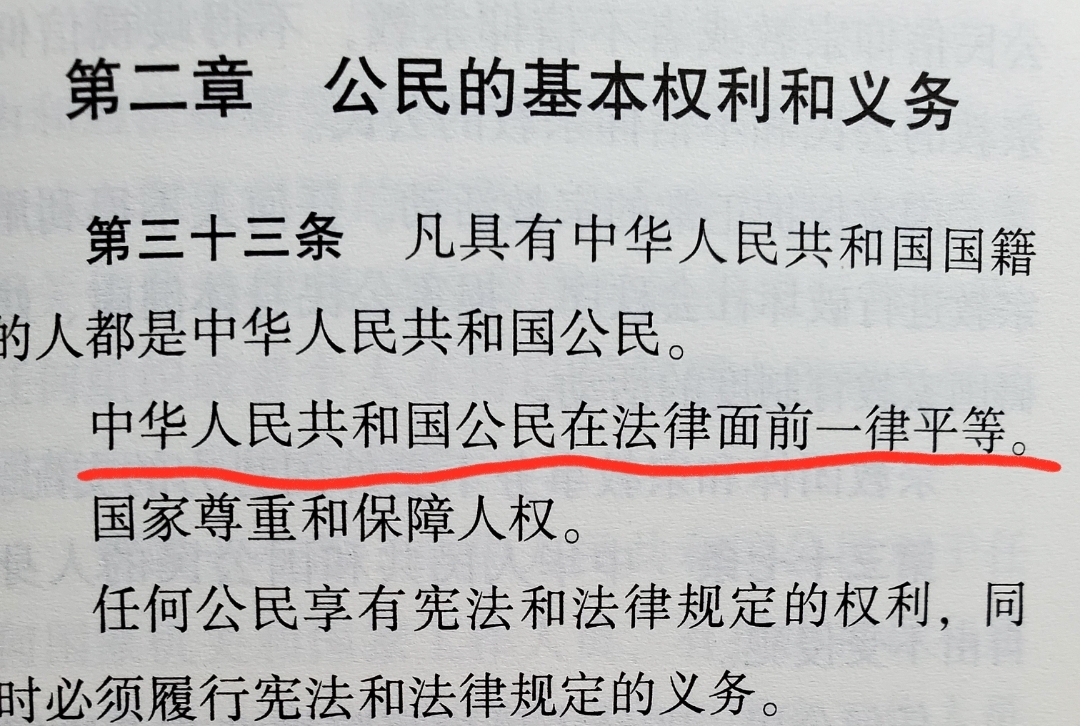 第二章 公民的基本权利和义务
第三十三条 凡具有中华人民共和国国籍
的人都是中华人民共和国公民。
中华人民共和国公民在法律面前一律平等。
国家尊重和保障人权。
任何公民享有宪法和法律规定的权利，同
时必须履行宪法和法律规定的义务。